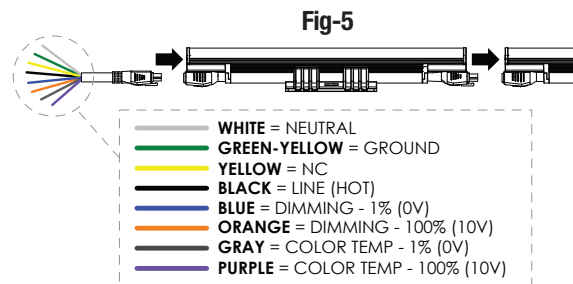 Fig-5
WHITE = NEUTRAL
GREEN-YELLOW = GROUND
YELLOW = NC
BLACK = LINE (HOT)
BLUE = DIMMING - 1% (0V)
ORANGE = DIMMING - 100% (10V)
GRAY = COLOR TEMP - 1% (0V)
PURPLE = COLOR TEMP - 100% (10V)